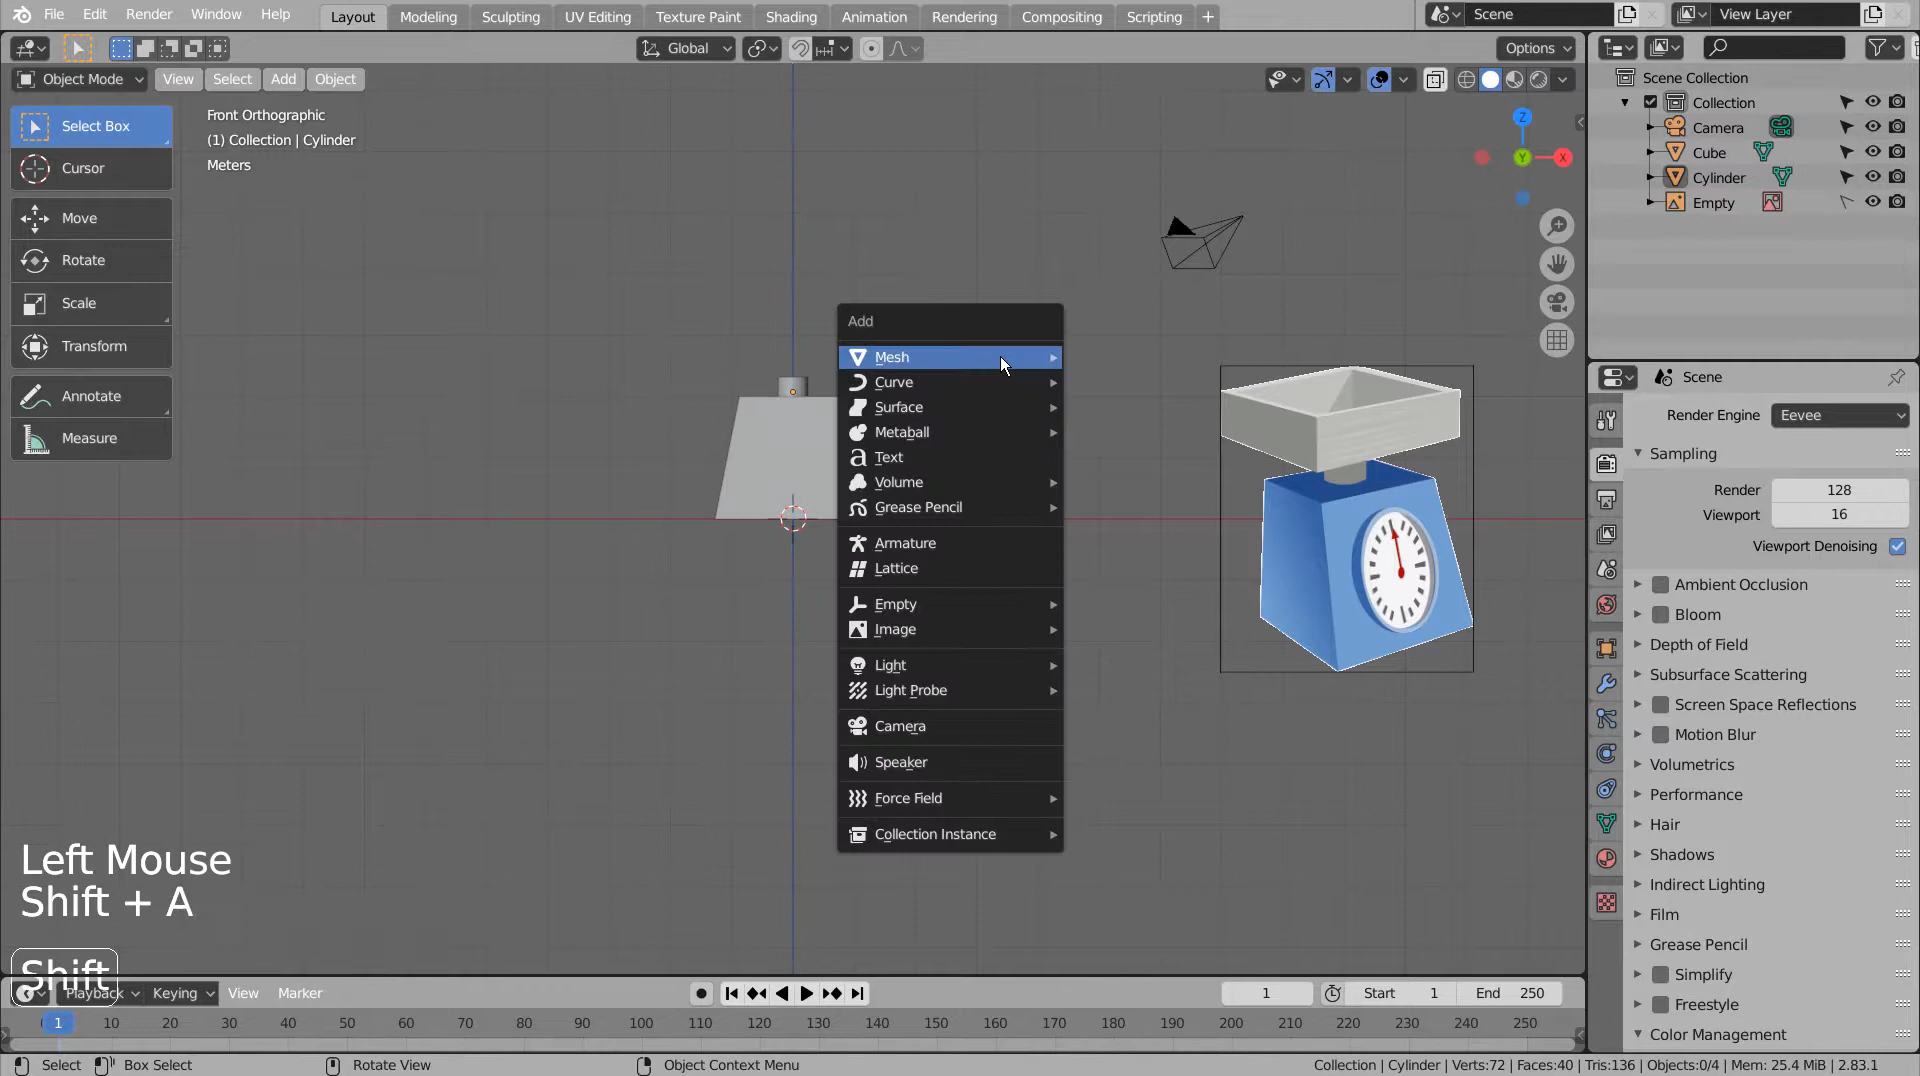 File Edit Render Window Help Layout Modeling Sculpting UV Editing Texture Paint Shading Animation Rendering Compositing Scripting + Scene View Layer
Global Options
Object Mode View Select Add Object
Select Box
Cursor
Move
Rotate
Scale
Transform
Annotate
Measure
Front Orthographic
(1) Collection | Cylinder
Meters
Z
Y
X
Add
Mesh
Curve
Surface
Metaball
Text
Volume
Grease Pencil
Armature
Lattice
Empty
Image
Light
Light Probe
Camera
Speaker
Force Field
Collection Instance
Scene Collection
Collection
Camera
Cube
Cylinder
Empty
Scene
Render Engine Eevee
Sampling
Render 128
Viewport 16
Viewport Denoising
Ambient Occlusion
Bloom
Depth of Field
Subsurface Scattering
Screen Space Reflections
Motion Blur
Volumetrics
Performance
Hair
Shadows
Indirect Lighting
Film
Grease Pencil
Simplify
Freestyle
Color Management
Left Mouse
Shift + A
Shift
Playback Keying View Marker 1 Start 1 End 250
1 10 20 30 40 50 60 70 80 90 100 110 120 130 140 150 160 170 180 190 200 210 220 230 240 250
Select Box Select Rotate View Object Context Menu Collection | Cylinder | Verts:72 | Faces:40 | Tris:136 | Objects:0/4 | Mem: 25.4 MiB | 2.83.1